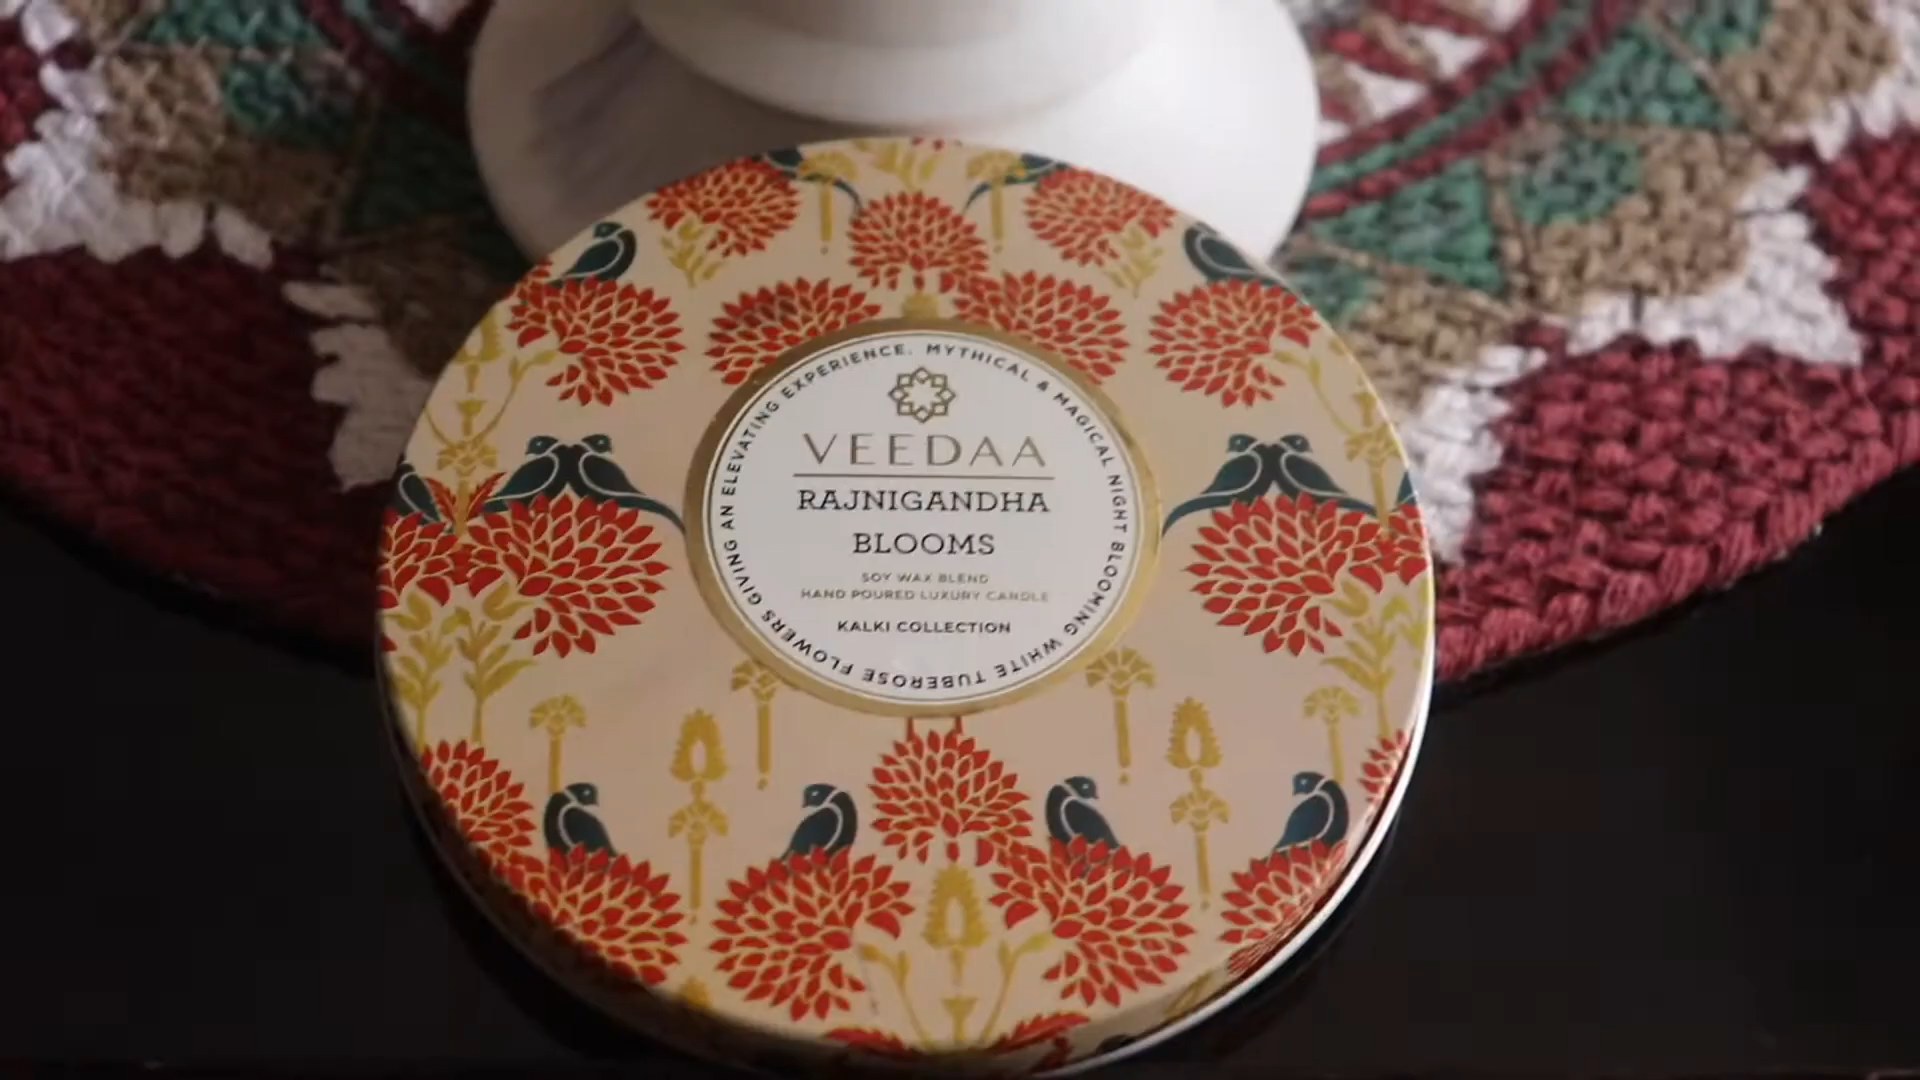 VEEDAA
RAJNIGANDHA
BLOOMS
SOY WAX BLEND
HAND POURED LUXURY CANDLE
KALKI COLLECTION
MYTHICAL & MAGICAL NIGHT BLOOMING WHITE TUBEROSE FLOWERS GIVING AN ELEVATING EXPERIENCE.